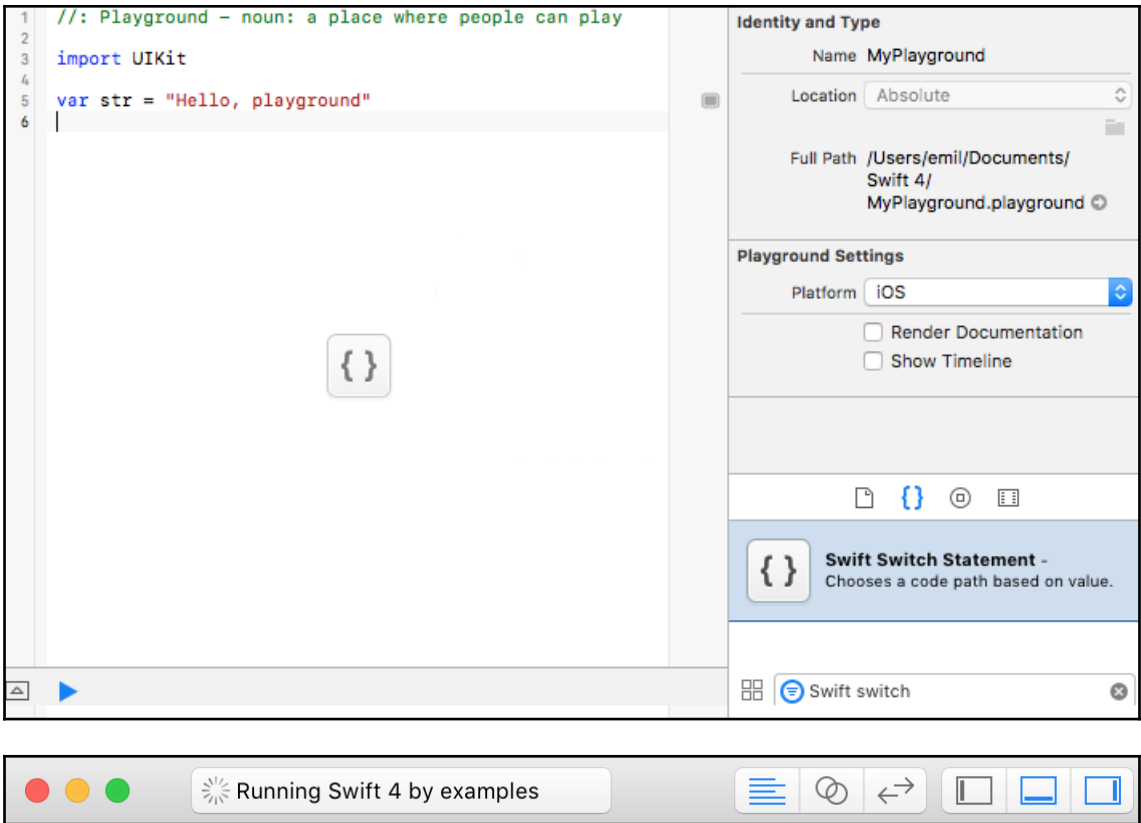 1 //: Playground – noun: a place where people can play
2
3 import UIKit
4
5 var str = "Hello, playground"
6
{ }
Identity and Type
Name MyPlayground
Location Absolute
Full Path /Users/emil/Documents/
Swift 4/
MyPlayground.playground
Playground Settings
Platform iOS
Render Documentation
Show Timeline
{ }
{ } Swift Switch Statement -
Chooses a code path based on value.
Swift switch
Running Swift 4 by examples